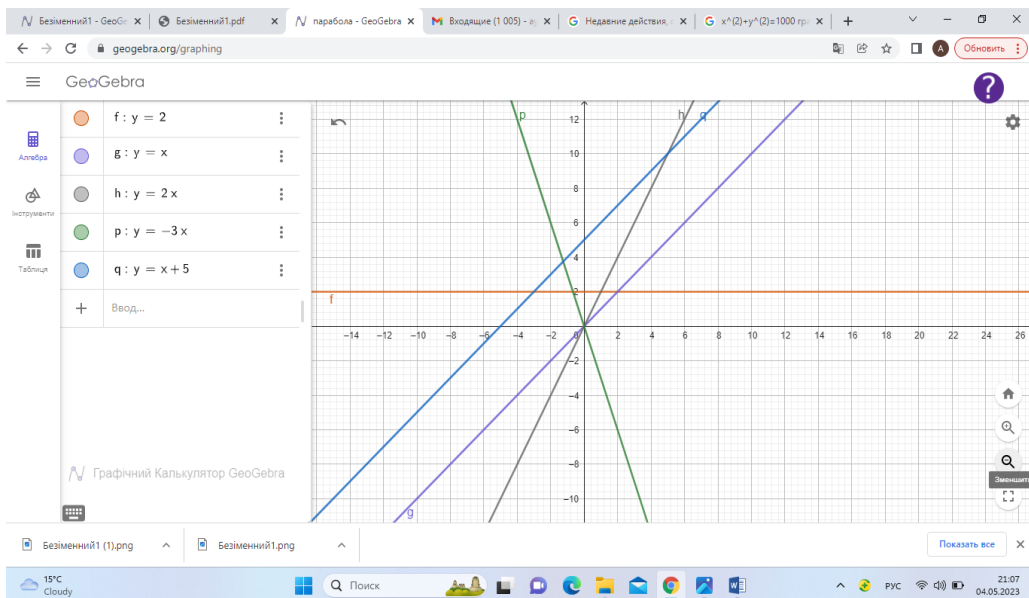 Безіменний1 - GeoGe
Безіменний1.pdf
парабола - GeoGebra
Входящие (1 005) - a
Недавние действия,
x^(2)+y^(2)=1000 гра
geogebra.org/graphing
A
Обновить
GeoGebra
?
Алгебра
Інструменти
Таблиця
f : y = 2
g : y = x
h : y = 2 x
p : y = −3 x
q : y = x + 5
Ввод...
Графічний Калькулятор GeoGebra
p
h
q
f
g
12
10
8
6
4
2
−14 −12 −10 −8 −6 −4 −2 0 2 4 6 8 10 12 14 16 18 20 22 24 26
−2
−4
−6
−8
−10
Зменшит
Безіменний1 (1).png
Безіменний1.png
Показать все
15°C
Cloudy
Поиск
РУС
21:07
04.05.2023